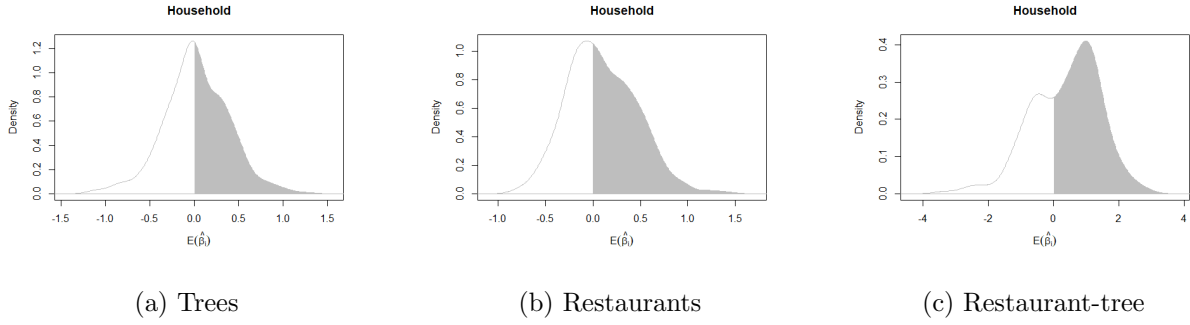 Household
Density
0.0 0.2 0.4 0.6 0.8 1.0 1.2
-1.5 -1.0 -0.5 0.0 0.5 1.0 1.5
E(β̂ᵢ)
(a) Trees
Household
Density
0.0 0.2 0.4 0.6 0.8 1.0
-1.0 -0.5 0.0 0.5 1.0 1.5
E(β̂ᵢ)
(b) Restaurants
Household
Density
0.0 0.1 0.2 0.3 0.4
-4 -2 0 2 4
E(β̂ᵢ)
(c) Restaurant-tree